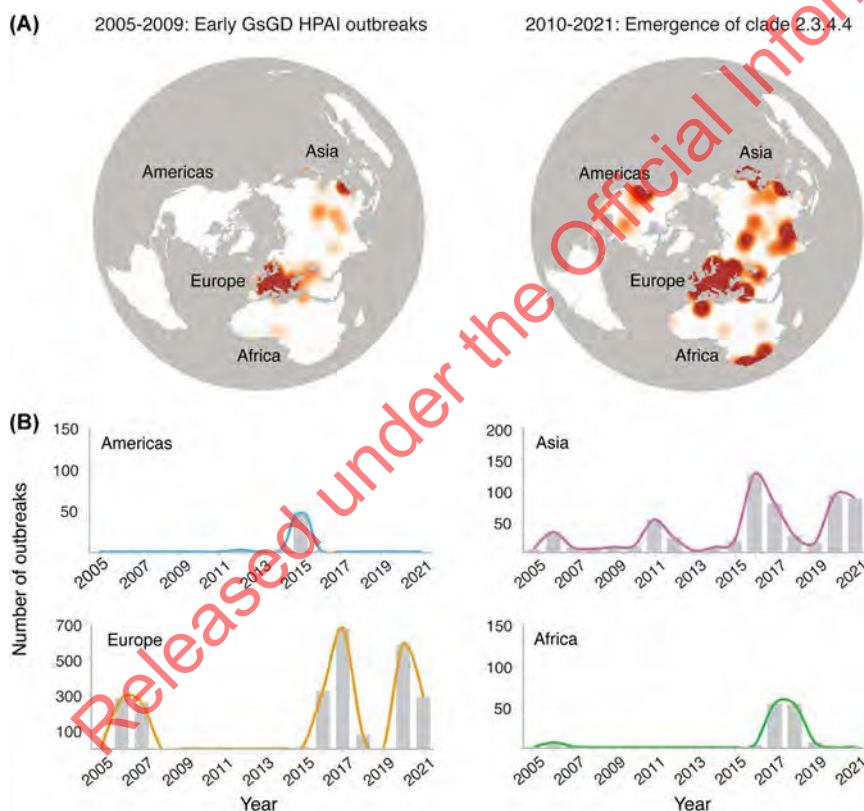 (A) 2005-2009: Early GsGD HPAI outbreaks
2010-2021: Emergence of clade 2.3.4.4
Americas
Asia
Europe
Africa
Americas
Asia
Europe
Africa
(B)
Number of outbreaks
150
100
50
Americas
2005 2007 2009 2011 2013 2015 2017 2019 2021
200
150
100
50
Asia
2005 2007 2009 2011 2013 2015 2017 2019 2021
700
500
300
100
Europe
2005 2007 2009 2011 2013 2015 2017 2019 2021
Year
150
100
50
Africa
2005 2007 2009 2011 2013 2015 2017 2019 2021
Year
Released under the Official Infor